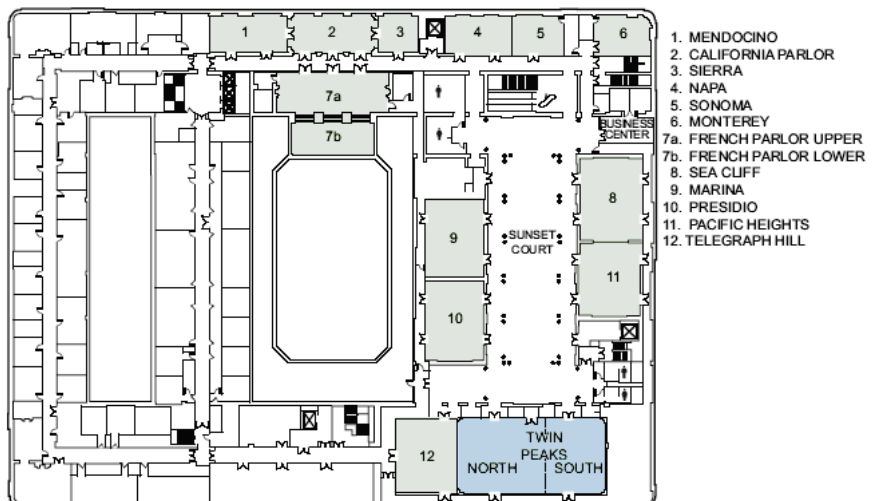 1
2
3
4
5
6
7a
7b
BUSINESS
CENTER
8
9
SUNSET
COURT
11
10
12
TWIN
PEAKS
NORTH
SOUTH
1. MENDOCINO
2. CALIFORNIA PARLOR
3. SIERRA
4. NAPA
5. SONOMA
6. MONTEREY
7a. FRENCH PARLOR UPPER
7b. FRENCH PARLOR LOWER
8. SEA CLIFF
9. MARINA
10. PRESIDIO
11. PACIFIC HEIGHTS
12. TELEGRAPH HILL